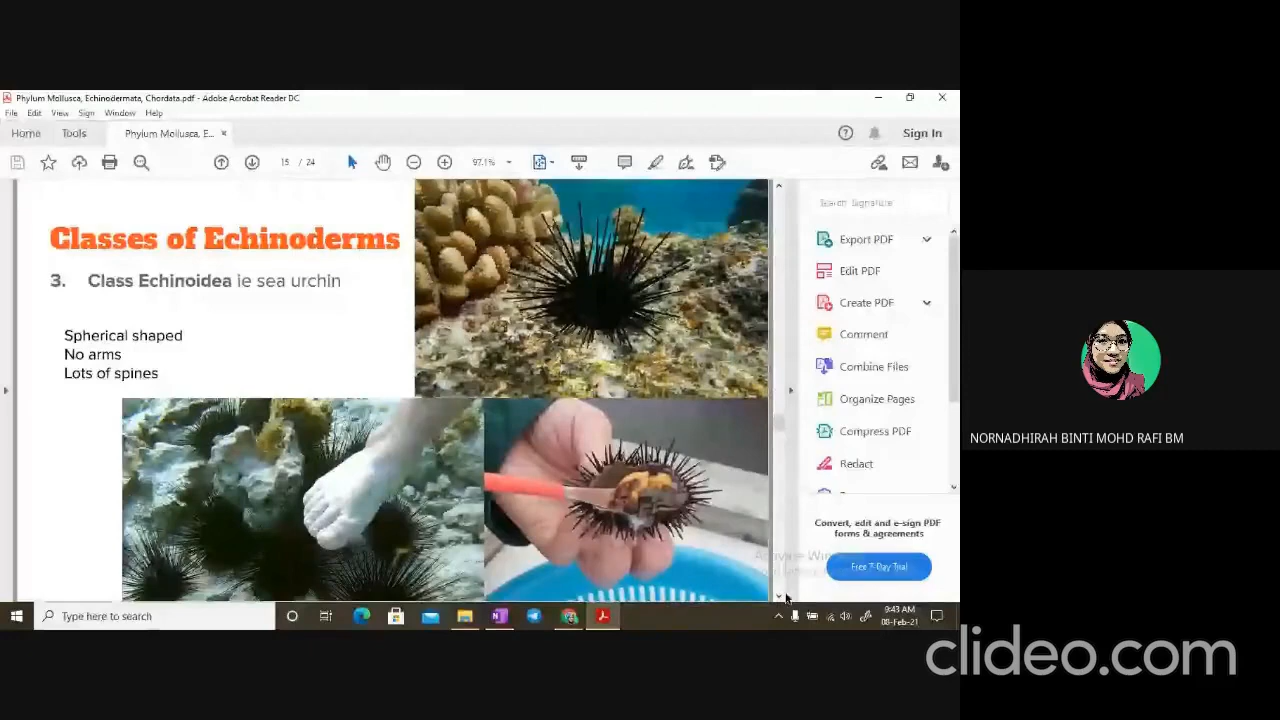 Phylum Mollusca, Echinodermata, Chordata.pdf - Adobe Acrobat Reader DC
File Edit View Sign Window Help
Home Tools Phylum Mollusca, E... × Sign In
15 / 24 97.1%
Search Signature
Classes of Echinoderms
3. Class Echinoidea ie sea urchin
Spherical shaped
No arms
Lots of spines
Export PDF
Edit PDF
Create PDF
Comment
Combine Files
Organize Pages
Compress PDF
Redact
Convert, edit and e-sign PDF
forms & agreements
Free 7-Day Trial
NORNADHIRAH BINTI MOHD RAFI BM
Type here to search
9:43 AM
08-Feb-21
clideo.com